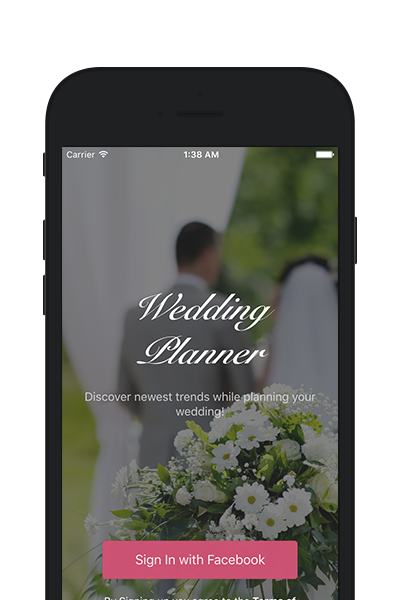 Carrier 1:38 AM
Wedding
Planner
Discover newest trends while planning your
wedding!
Sign In with Facebook
By Signing up you agree to the Terms of